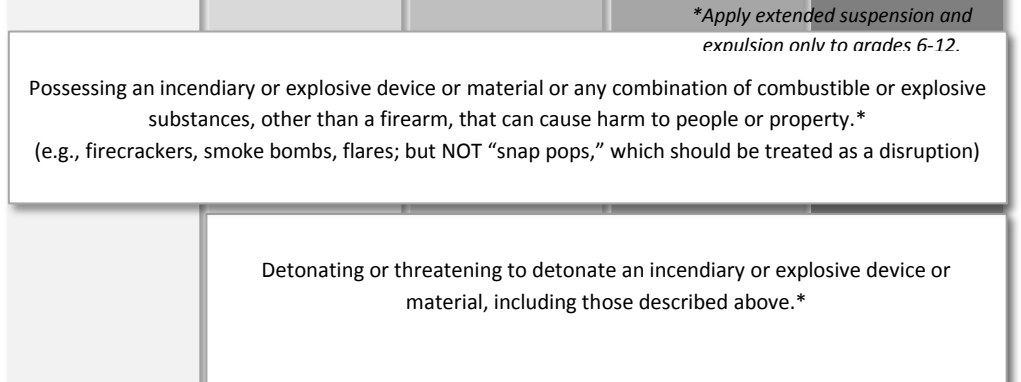 *Apply extended suspension and
expulsion only to grades 6-12.
Possessing an incendiary or explosive device or material or any combination of combustible or explosive
substances, other than a firearm, that can cause harm to people or property.*
(e.g., firecrackers, smoke bombs, flares; but NOT “snap pops,” which should be treated as a disruption)
Detonating or threatening to detonate an incendiary or explosive device or
material, including those described above.*